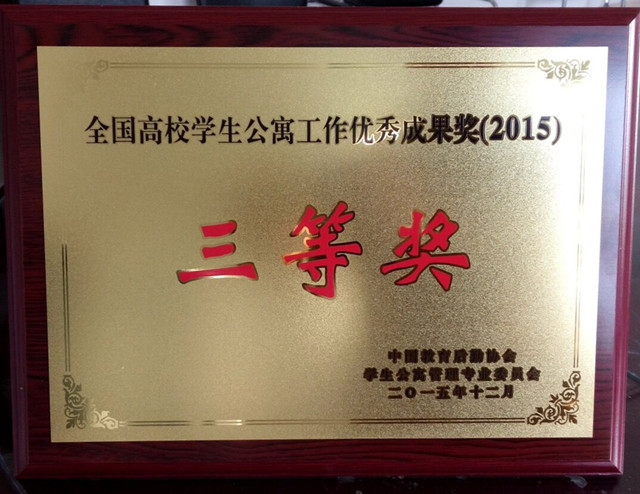 全国高校学生公寓工作优秀成果奖(2015)
三等奖
中国教育后勤协会
学生公寓管理专业委员会
二〇一五年十二月